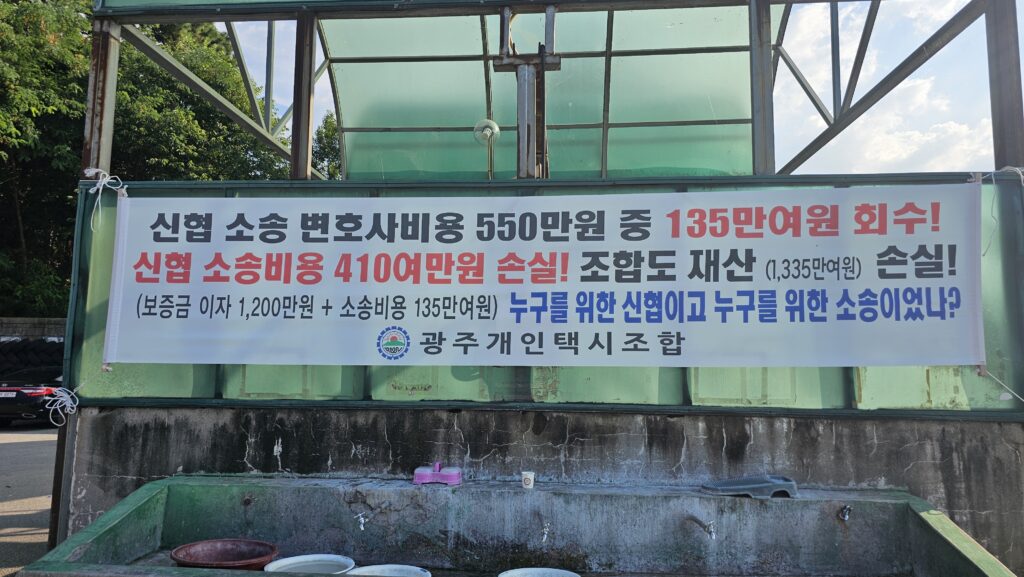 신협 소송 변호사비용 550만원 중 135만여원 회수!
신협 소송비용 410여만원 손실! 조합도 재산 (1,335만여원) 손실!
(보증금 이자 1,200만원 + 소송비용 135만여원) 누구를 위한 신협이고 누구를 위한 소송이었나?
광주개인택시조합